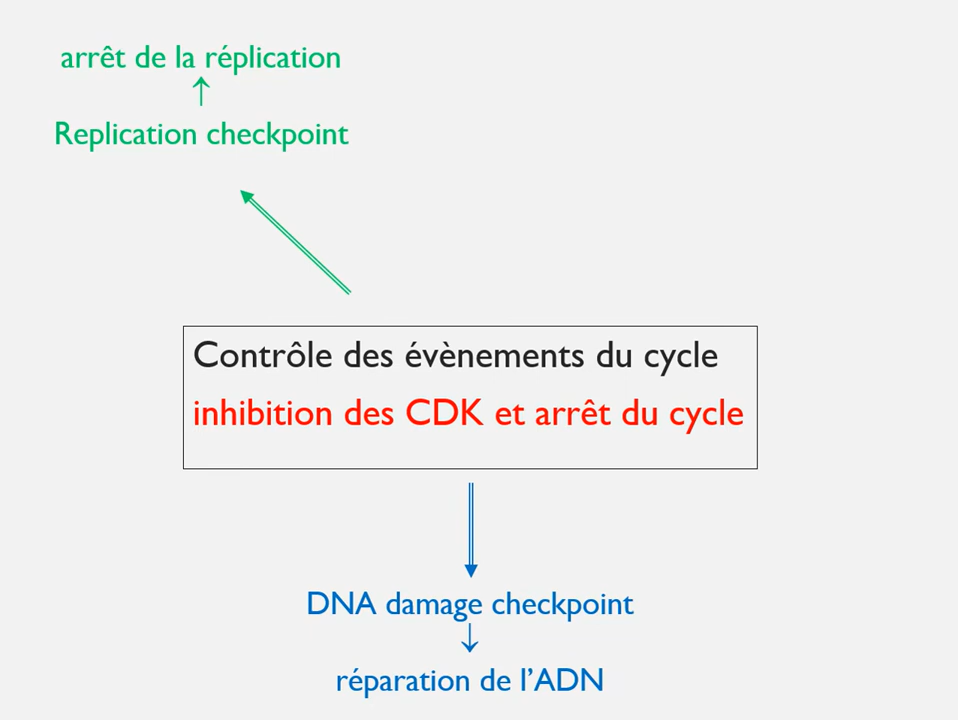 arrêt de la réplication
↑
Replication checkpoint
Contrôle des évènements du cycle
inhibition des CDK et arrêt du cycle
DNA damage checkpoint
↓
réparation de l’ADN